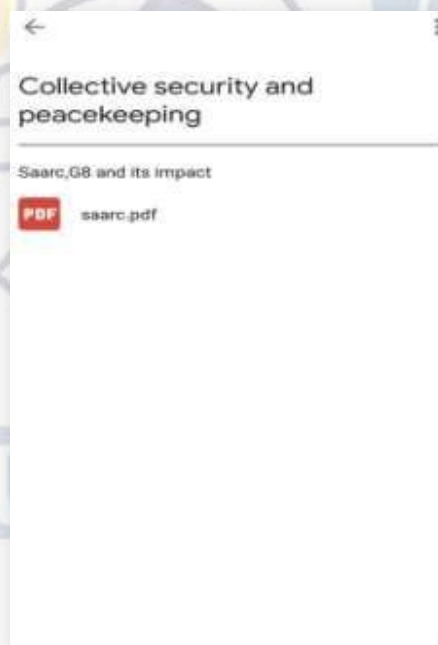 Collective security and
peacekeeping
Saarc,G8 and its impact
PDF saarc.pdf